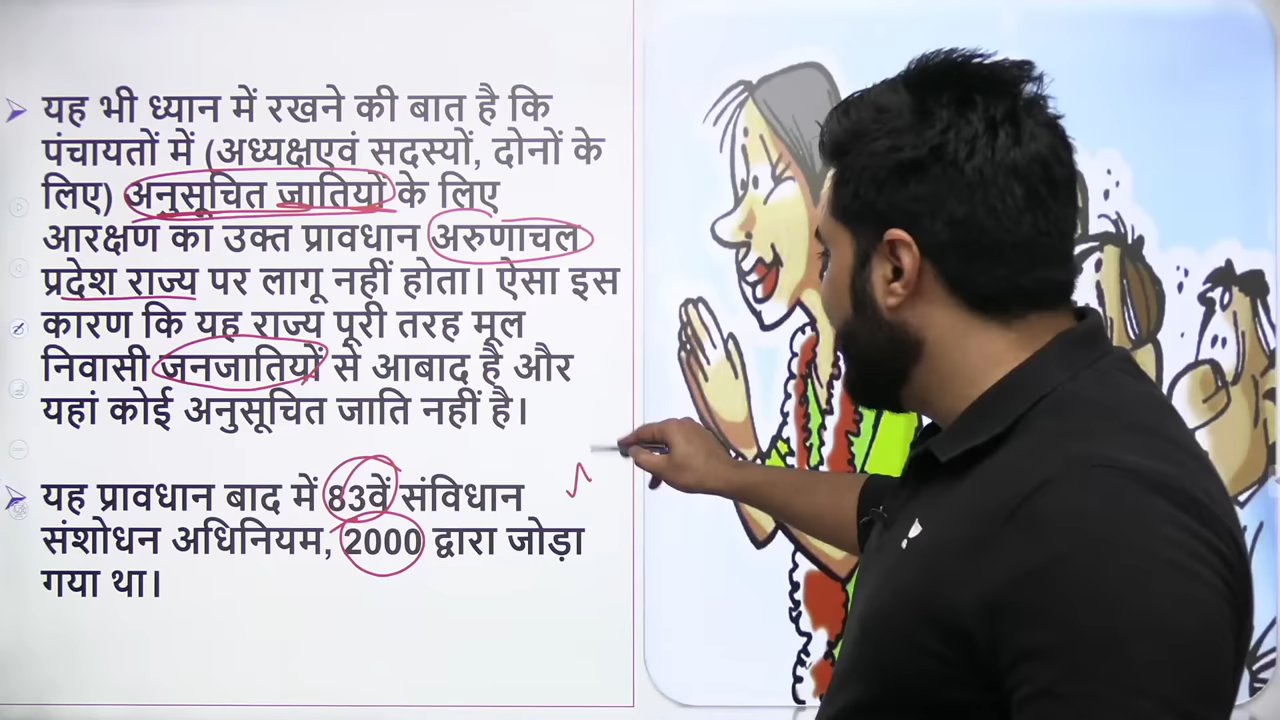 यह भी ध्यान में रखने की बात है कि
पंचायतों में (अध्यक्षएवं सदस्यों, दोनों के
लिए) अनुसूचित जातियों के लिए
आरक्षण का उक्त प्रावधान अरुणाचल
प्रदेश राज्य पर लागू नहीं होता। ऐसा इस
कारण कि यह राज्य पूरी तरह मूल
निवासी जनजातियों से आबाद है और
यहां कोई अनुसूचित जाति नहीं है।
यह प्रावधान बाद में 83वें संविधान
संशोधन अधिनियम, 2000 द्वारा जोड़ा
गया था।